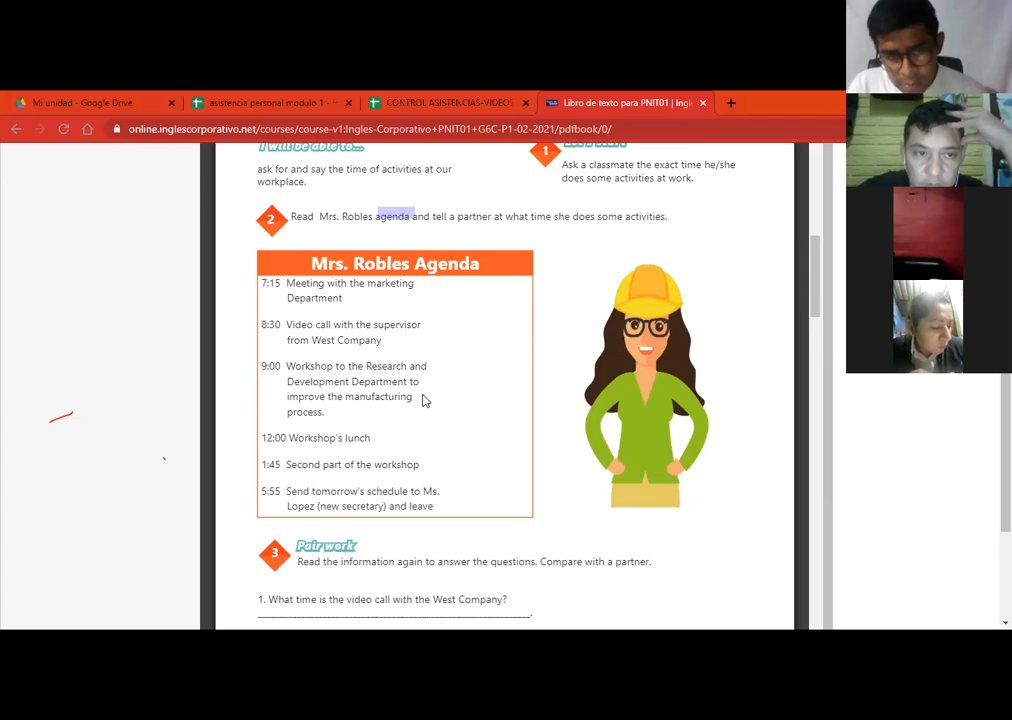 Mi unidad - Google Drive
asistencia personal modulo 1 -
CONTROL ASISTENCIAS-VIDEOS
Libro de texto para PNIT01 | Ingl
online.inglescorporativo.net/courses/course-v1:Ingles-Corporativo+PNIT01+G6C-P1-02-2021/pdfbook/0/
I will be able to...
ask for and say the time of activities at our
workplace.
1
Let's start
Ask a classmate the exact time he/she
does some activities at work.
2
Read Mrs. Robles agenda and tell a partner at what time she does some activities.
Mrs. Robles Agenda
7:15 Meeting with the marketing
Department
8:30 Video call with the supervisor
from West Company
9:00 Workshop to the Research and
Development Department to
improve the manufacturing
process.
12:00 Workshop's lunch
1:45 Second part of the workshop
5:55 Send tomorrow's schedule to Ms.
Lopez (new secretary) and leave
3
Pair work
Read the information again to answer the questions. Compare with a partner.
1. What time is the video call with the West Company?